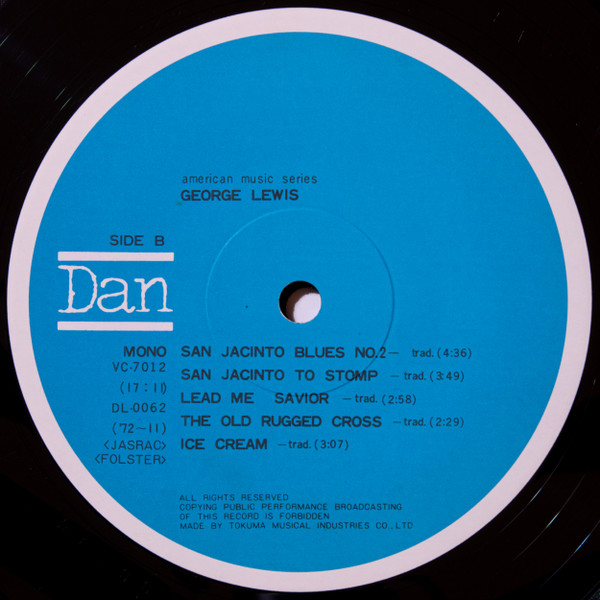 american music series
GEORGE LEWIS
SIDE B
Dan
MONO
VC-7012
(17:11)
DL-0062
('72-11)
<JASRAC>
<FOLSTER>
SAN JACINTO BLUES NO.2 — trad. (4:36)
SAN JACINTO TO STOMP — trad. (3:49)
LEAD ME SAVIOR — trad. (2:58)
THE OLD RUGGED CROSS — trad. (2:29)
ICE CREAM — trad. (3:07)
ALL RIGHTS RESERVED
COPYING PUBLIC PERFORMANCE BROADCASTING
OF THIS RECORD IS FORBIDDEN
MADE BY TOKUMA MUSICAL INDUSTRIES CO., LTD